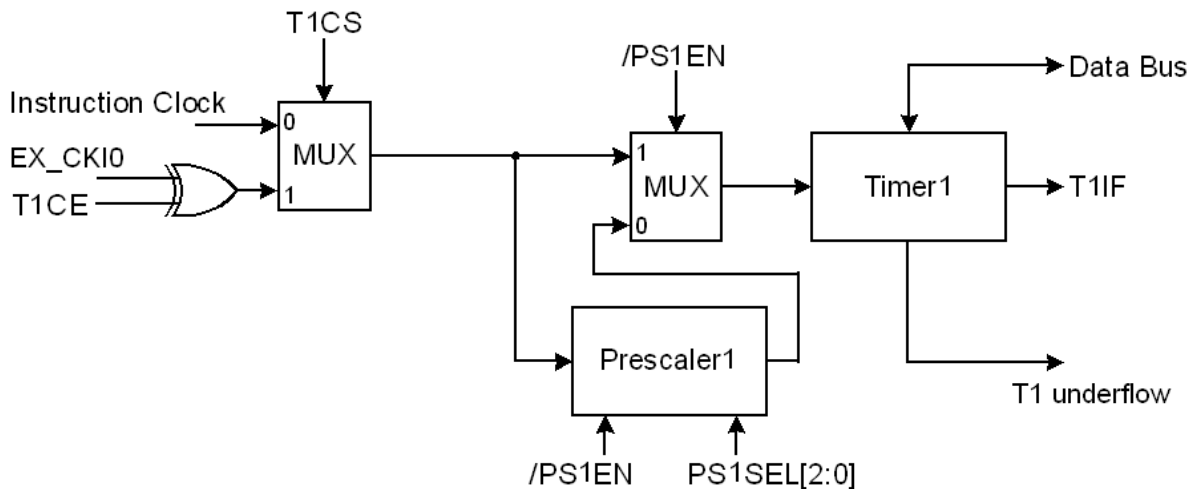 T1CS
/PS1EN
Data Bus
Instruction Clock
0
MUX
1
EX_CKI0
T1CE
1
MUX
0
Timer1
T1IF
Prescaler1
T1 underflow
/PS1EN
PS1SEL[2:0]